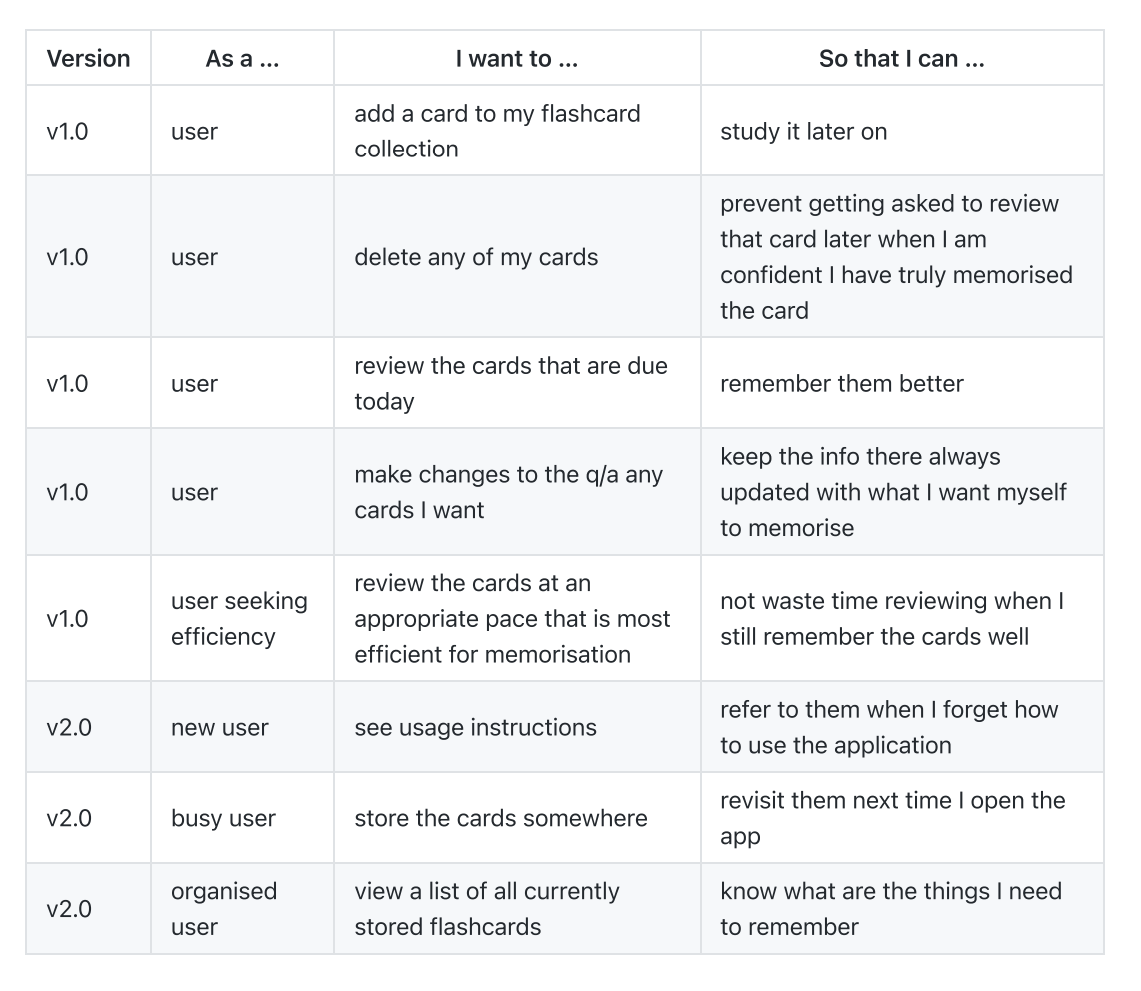 Version As a ... I want to ... So that I can ...
v1.0 user add a card to my flashcard
collection study it later on
v1.0 user delete any of my cards prevent getting asked to review
that card later when I am
confident I have truly memorised
the card
v1.0 user review the cards that are due
today remember them better
v1.0 user make changes to the q/a any
cards I want keep the info there always
updated with what I want myself
to memorise
v1.0 user seeking
efficiency review the cards at an
appropriate pace that is most
efficient for memorisation not waste time reviewing when I
still remember the cards well
v2.0 new user see usage instructions refer to them when I forget how
to use the application
v2.0 busy user store the cards somewhere revisit them next time I open the
app
v2.0 organised
user view a list of all currently
stored flashcards know what are the things I need
to remember